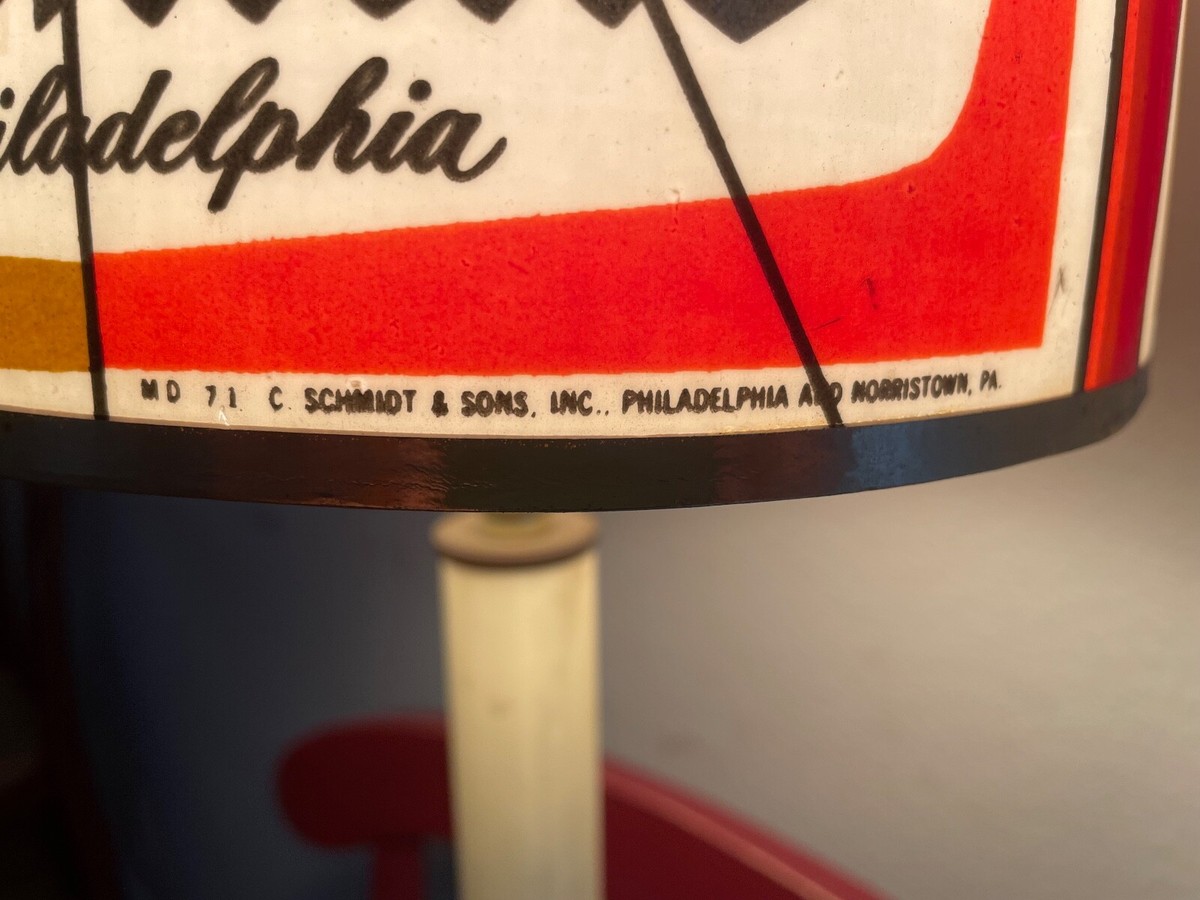 iladelphia
MD 71 C. SCHMIDT & SONS, INC., PHILADELPHIA AND NORRISTOWN, PA.